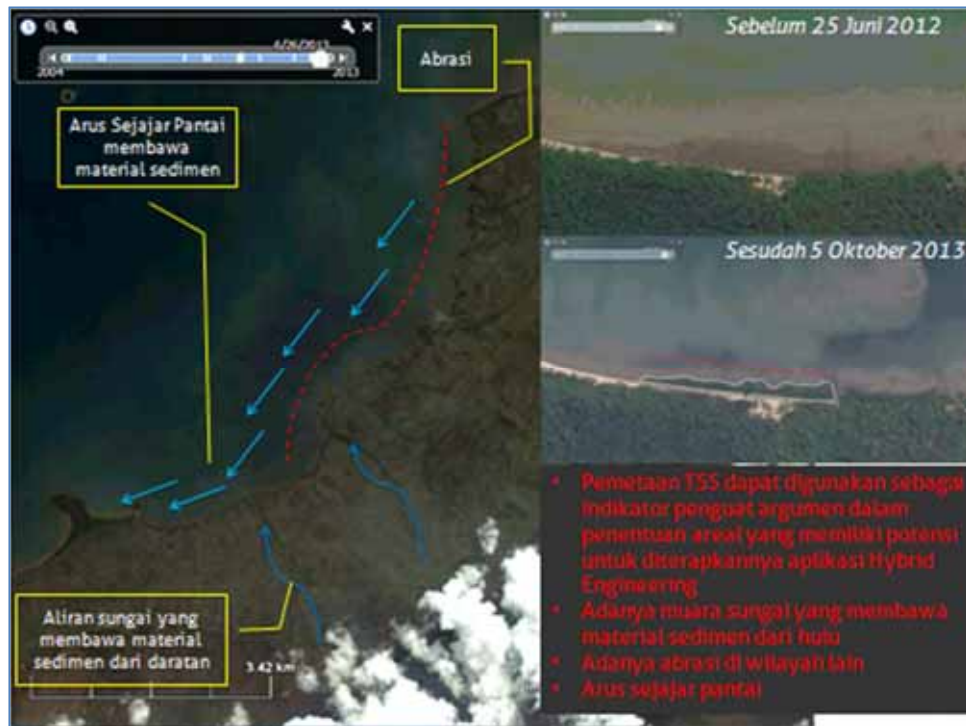 4/26/2013
2004
2013
Abrasi
Arus Sejajar Pantai
membawa
material sedimen
Aliran sungai yang
membawa material
sedimen dari daratan
3.42 km
Sebelum 25 Juni 2012
Sesudah 5 Oktober 2013
• Pemetaan TSS dapat digunakan sebagai
indikator penguat argumen dalam
penentuan areal yang memiliki potensi
untuk diterapkannya aplikasi Hybrid
Engineering
• Adanya muara sungai yang membawa
material sedimen dari hulu
• Adanya abrasi di wilayah lain
• Arus sejajar pantai